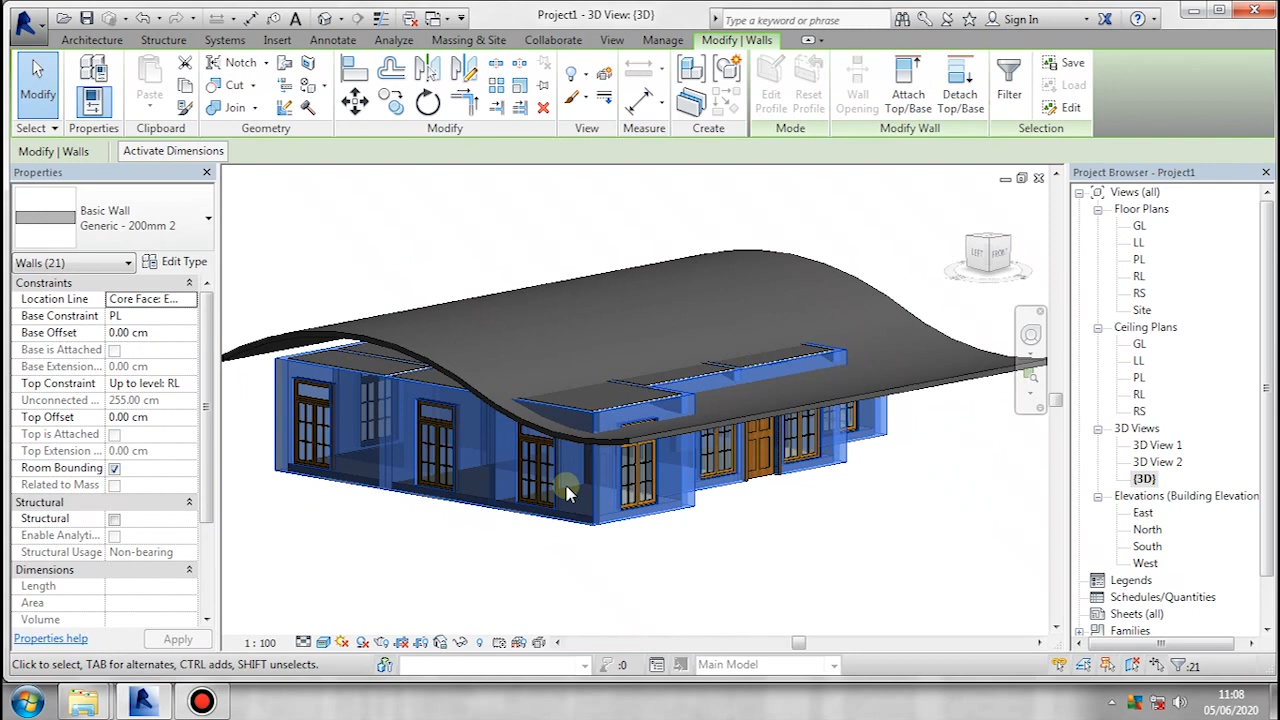 Project1 - 3D View: {3D}
Type a keyword or phrase
Sign In
Architecture
Structure
Systems
Insert
Annotate
Analyze
Massing & Site
Collaborate
View
Manage
Modify | Walls
Modify
Paste
Notch
Cut
Join
Edit Profile
Reset Profile
Wall Opening
Attach Top/Base
Detach Top/Base
Filter
Save
Load
Edit
Select
Properties
Clipboard
Geometry
Modify
View
Measure
Create
Mode
Modify Wall
Selection
Modify | Walls
Activate Dimensions
Properties
Basic Wall
Generic - 200mm 2
Walls (21)
Edit Type
Constraints
Location Line Core Face: E...
Base Constraint PL
Base Offset 0.00 cm
Base is Attached
Base Extension...
Top Constraint Up to level: RL
Unconnected ... 255.00 cm
Top Offset 0.00 cm
Top is Attached
Top Extension ...
Room Bounding
Related to Mass
Structural
Structural
Enable Analyti...
Structural Usage Non-bearing
Dimensions
Length
Area
Volume
Properties help
Apply
LEFT
FRONT
Project Browser - Project1
Views (all)
Floor Plans
GL
LL
PL
RL
RS
Site
Ceiling Plans
GL
LL
PL
RL
RS
3D Views
3D View 1
3D View 2
{3D}
Elevations (Building Elevation
East
North
South
West
Legends
Schedules/Quantities
Sheets (all)
Families
1 : 100
Click to select, TAB for alternates, CTRL adds, SHIFT unselects.
:0
Main Model
:21
11:08
05/06/2020